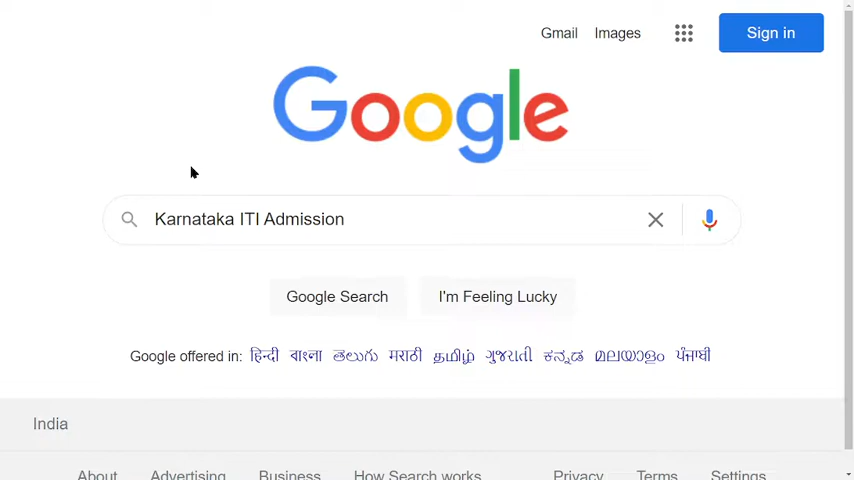 Gmail Images Sign in
Google
Karnataka ITI Admission
Google Search I'm Feeling Lucky
Google offered in: हिन्दी বাংলা తెలుగు मराठी தமிழ் ગુજરાતી ಕನ್ನಡ മലയാളം ਪੰਜਾਬੀ
India
About Advertising Business How Search works Privacy Terms Settings